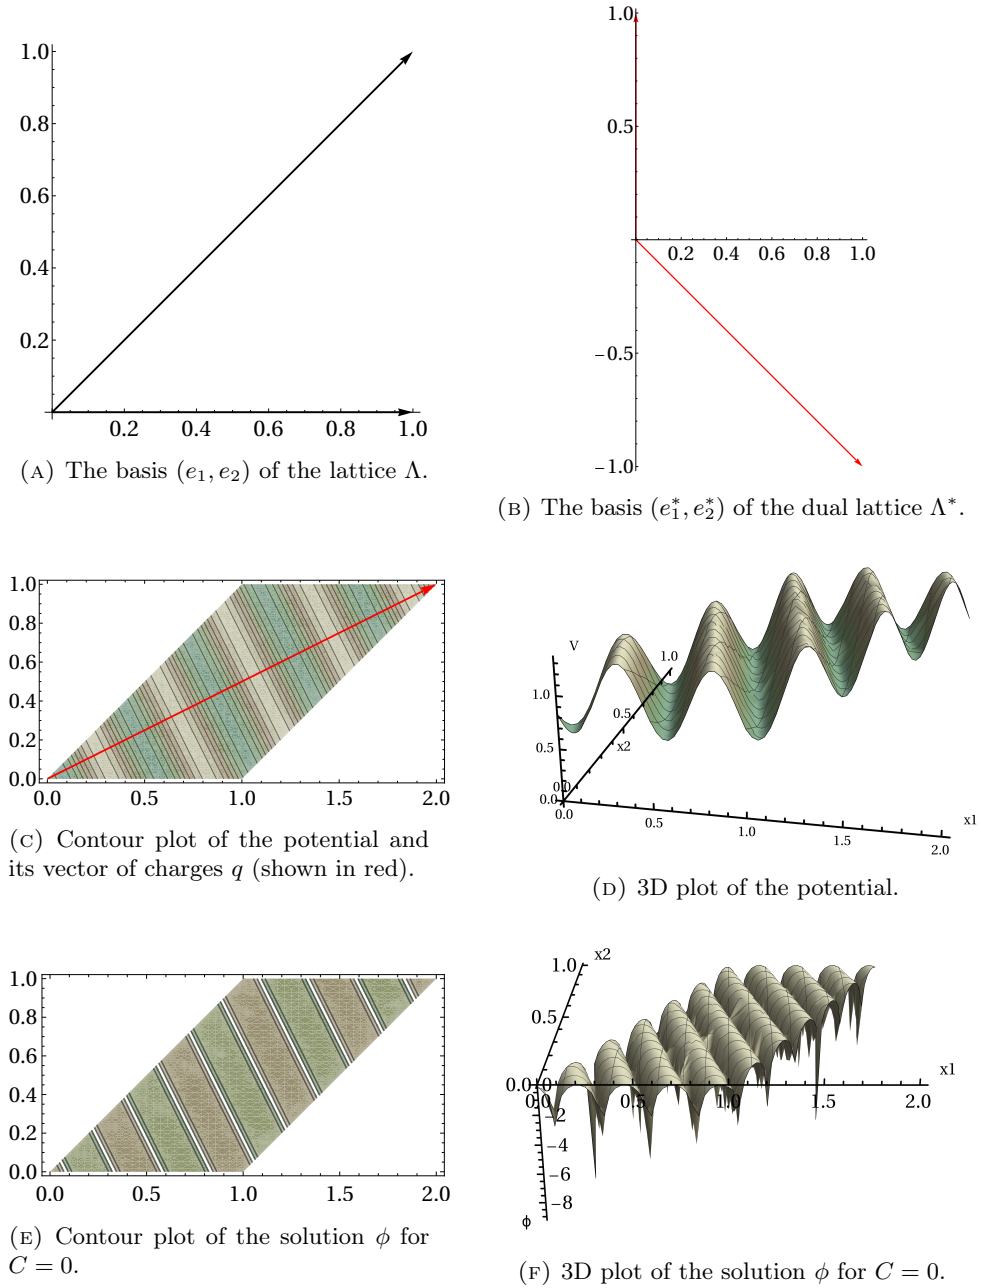 1.0
0.8
0.6
0.4
0.2
0.2 0.4 0.6 0.8 1.0
(A) The basis (e₁, e₂) of the lattice Λ.
1.0
0.5
0.2 0.4 0.6 0.8 1.0
−0.5
−1.0
(B) The basis (e₁*, e₂*) of the dual lattice Λ*.
1.0
0.8
0.6
0.4
0.2
0.0
0.0 0.5 1.0 1.5 2.0
(C) Contour plot of the potential and
its vector of charges q (shown in red).
V
1.0
1.0
0.5
0.5
x2
0.0
0.0
0.0
0.5
1.0
1.5
2.0
x1
(D) 3D plot of the potential.
1.0
0.8
0.6
0.4
0.2
0.0
0.0 0.5 1.0 1.5 2.0
(E) Contour plot of the solution ϕ for
C = 0.
x2
1.0
0.5
x1
0.0
0.0 0.5 1.0 1.5 2.0
−2
−4
−6
−8
ϕ
(F) 3D plot of the solution ϕ for C = 0.